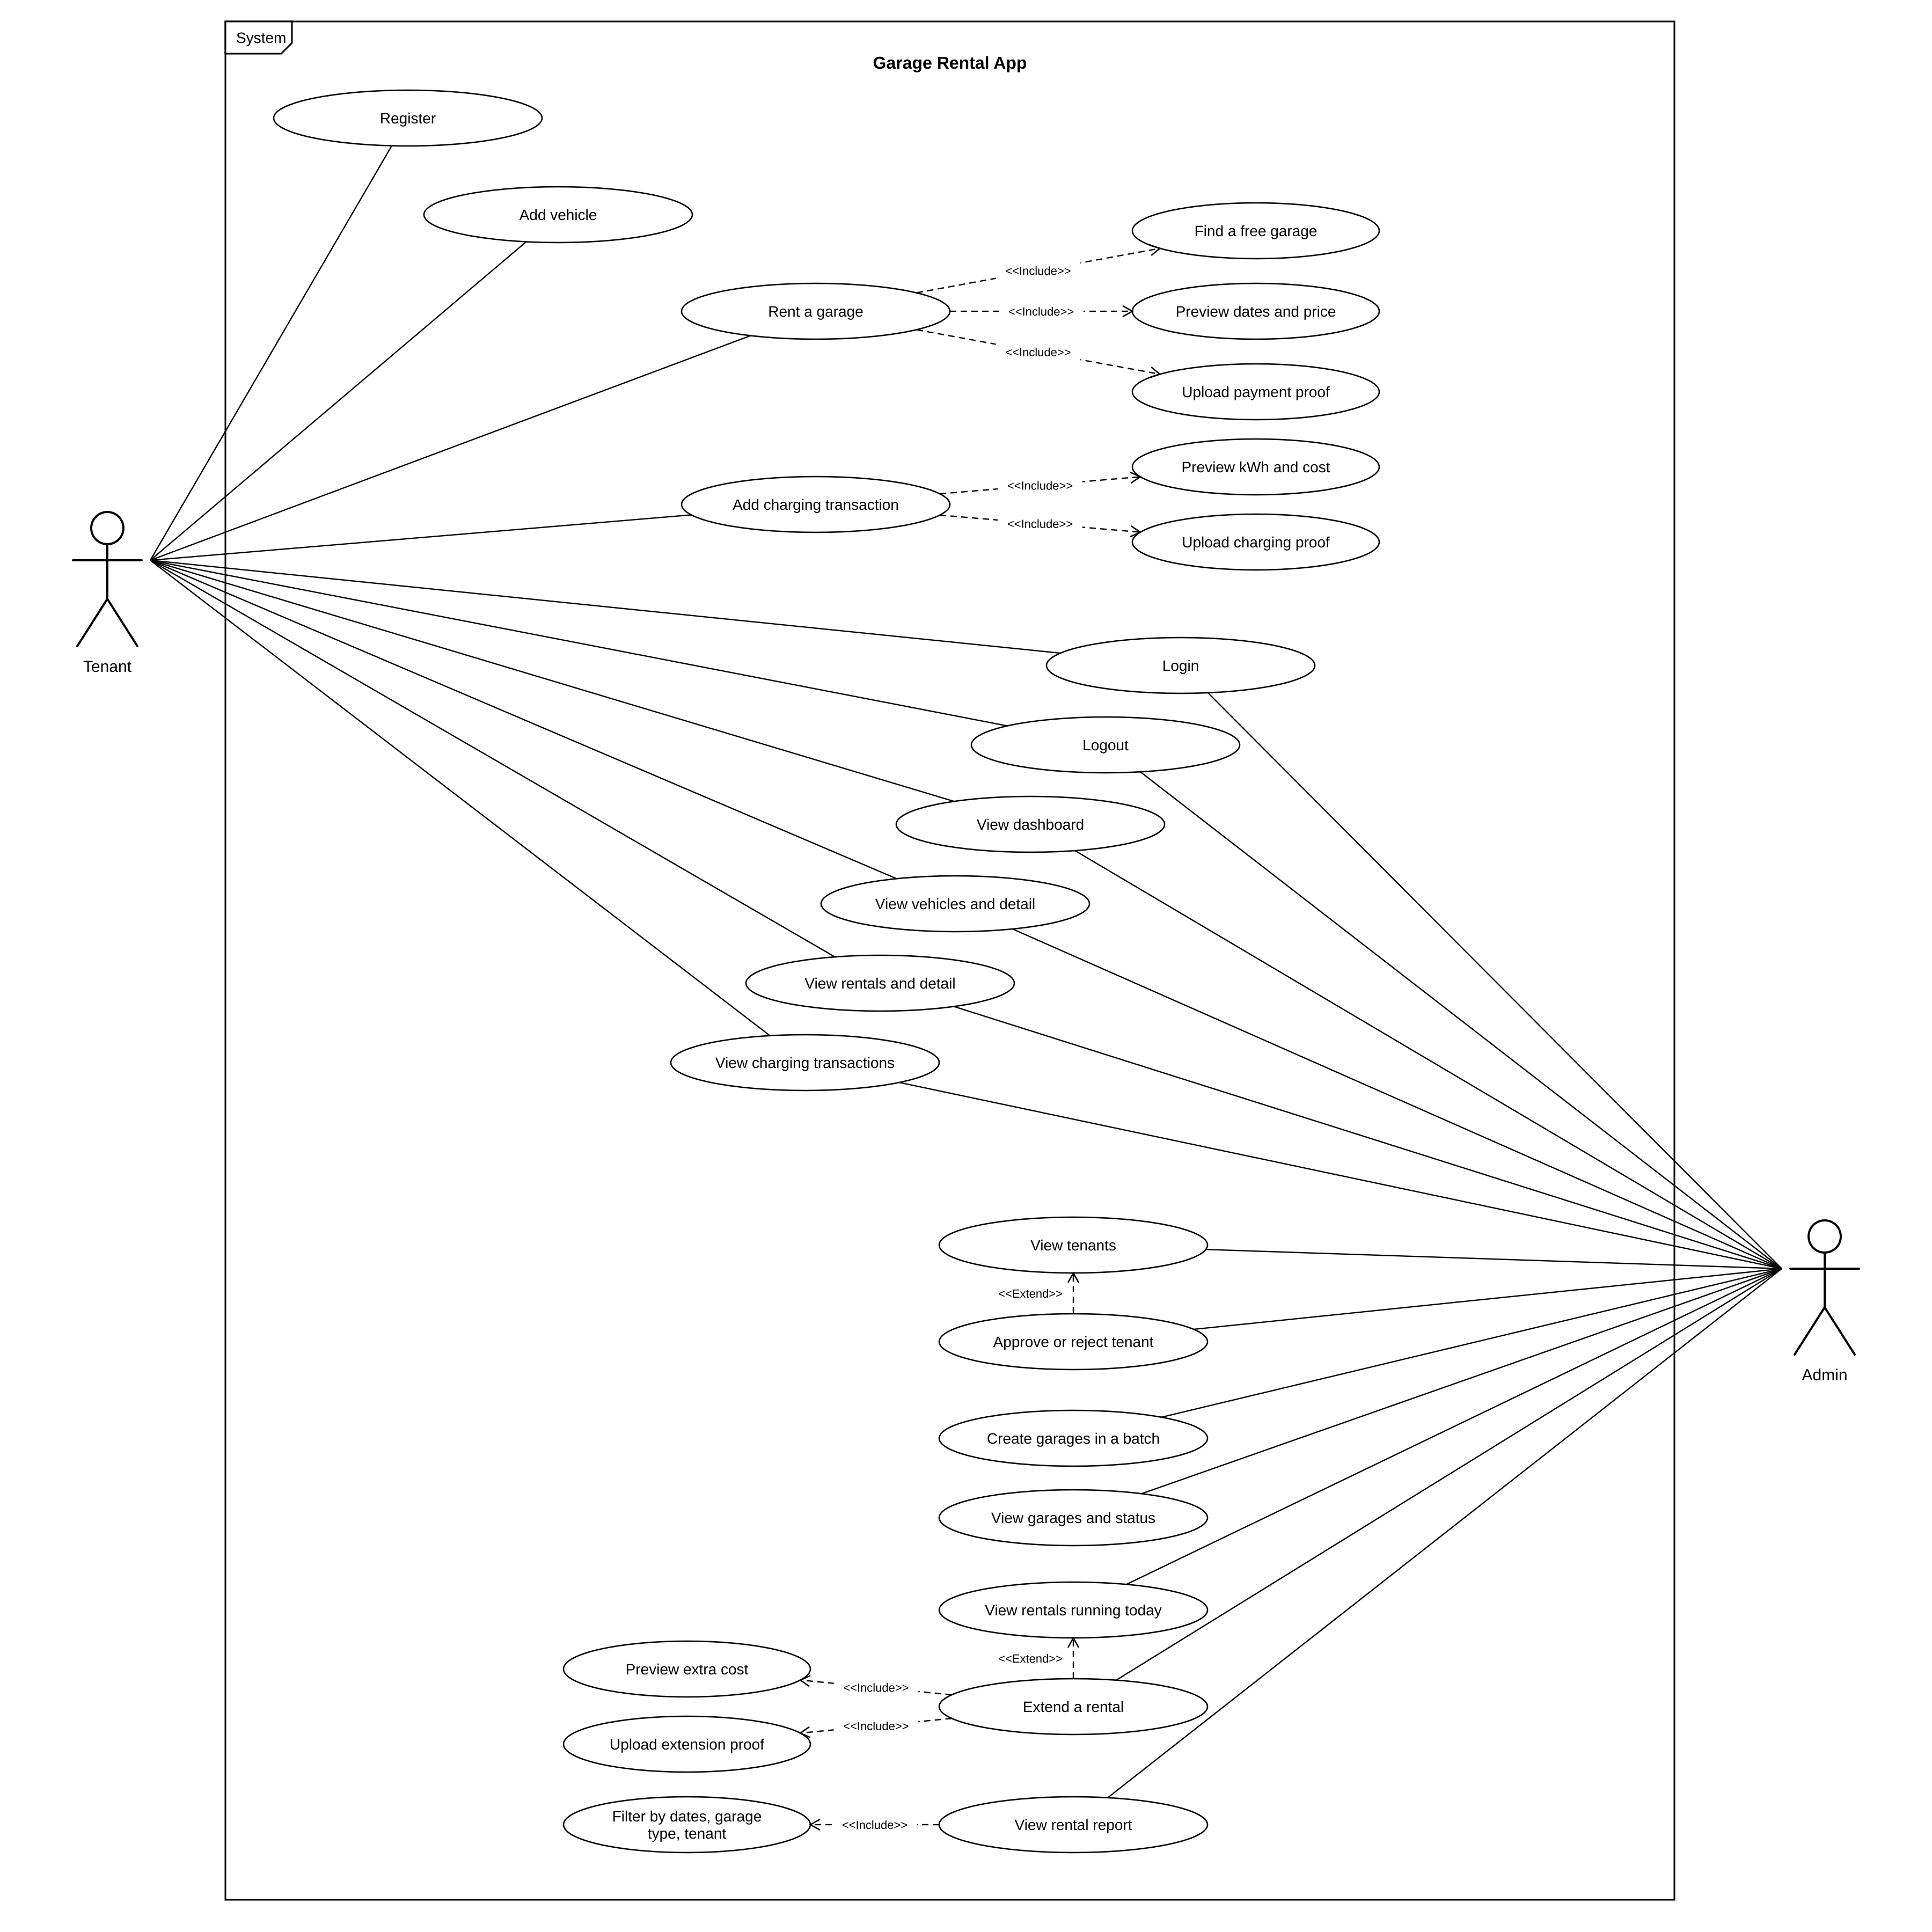 System
Garage Rental App
Register
Add vehicle
Find a free garage
<<Include>>
Rent a garage
<<Include>>
Preview dates and price
<<Include>>
Upload payment proof
Preview kWh and cost
<<Include>>
Add charging transaction
<<Include>>
Upload charging proof
Tenant
Login
Logout
View dashboard
View vehicles and detail
View rentals and detail
View charging transactions
View tenants
<<Extend>>
Approve or reject tenant
Admin
Create garages in a batch
View garages and status
View rentals running today
<<Extend>>
Preview extra cost
<<Include>>
Extend a rental
<<Include>>
Upload extension proof
Filter by dates, garage
type, tenant
<<Include>>
View rental report